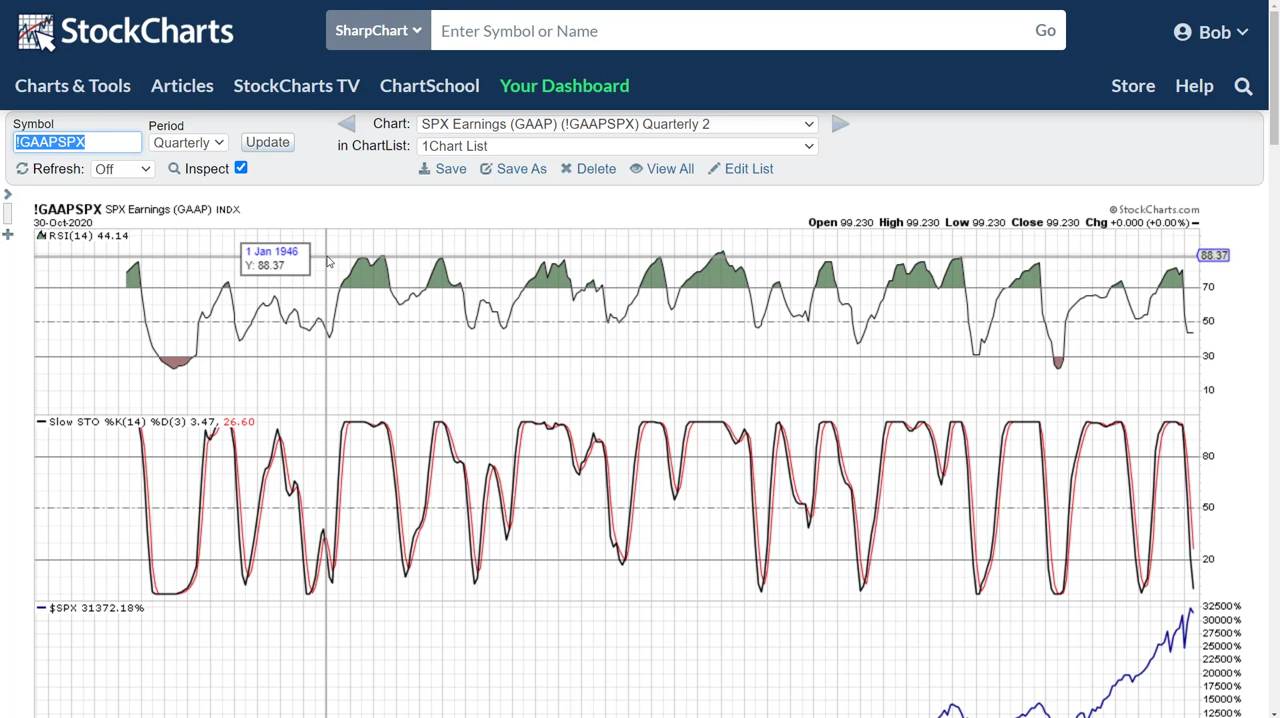 StockCharts
SharpChart
Enter Symbol or Name
Go
Bob
Charts & Tools
Articles
StockCharts TV
ChartSchool
Your Dashboard
Store
Help
Symbol
Period
!GAAPSPX
Quarterly
Update
Chart:
SPX Earnings (GAAP) (!GAAPSPX) Quarterly 2
in ChartList:
1Chart List
Refresh:
Off
Inspect
Save
Save As
Delete
View All
Edit List
!GAAPSPX SPX Earnings (GAAP) INDX
© StockCharts.com
30-Oct-2020
Open 99.230 High 99.230 Low 99.230 Close 99.230 Chg +0.000 (+0.00%)
RSI(14) 44.14
1 Jan 1946
Y: 88.37
88.37
70
50
30
10
Slow STO %K(14) %D(3) 3.47, 26.60
80
50
20
$SPX 31372.18%
32500%
30000%
27500%
25000%
22500%
20000%
17500%
15000%
12500%